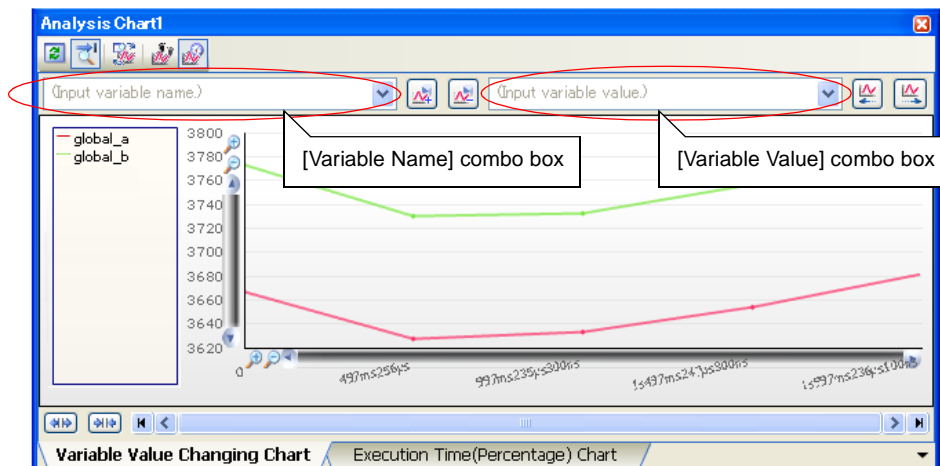 Analysis Chart1
(Input variable name.)
(Input variable value.)
global_a
global_b
[Variable Name] combo box
[Variable Value] combo box
3800
3780
3760
3740
3720
3700
3680
3660
3640
3620
0
497ms256µs
997ms235µs300ns
1s497ms247µs300ns
1s997ms236µs100ns
Variable Value Changing Chart
Execution Time(Percentage) Chart